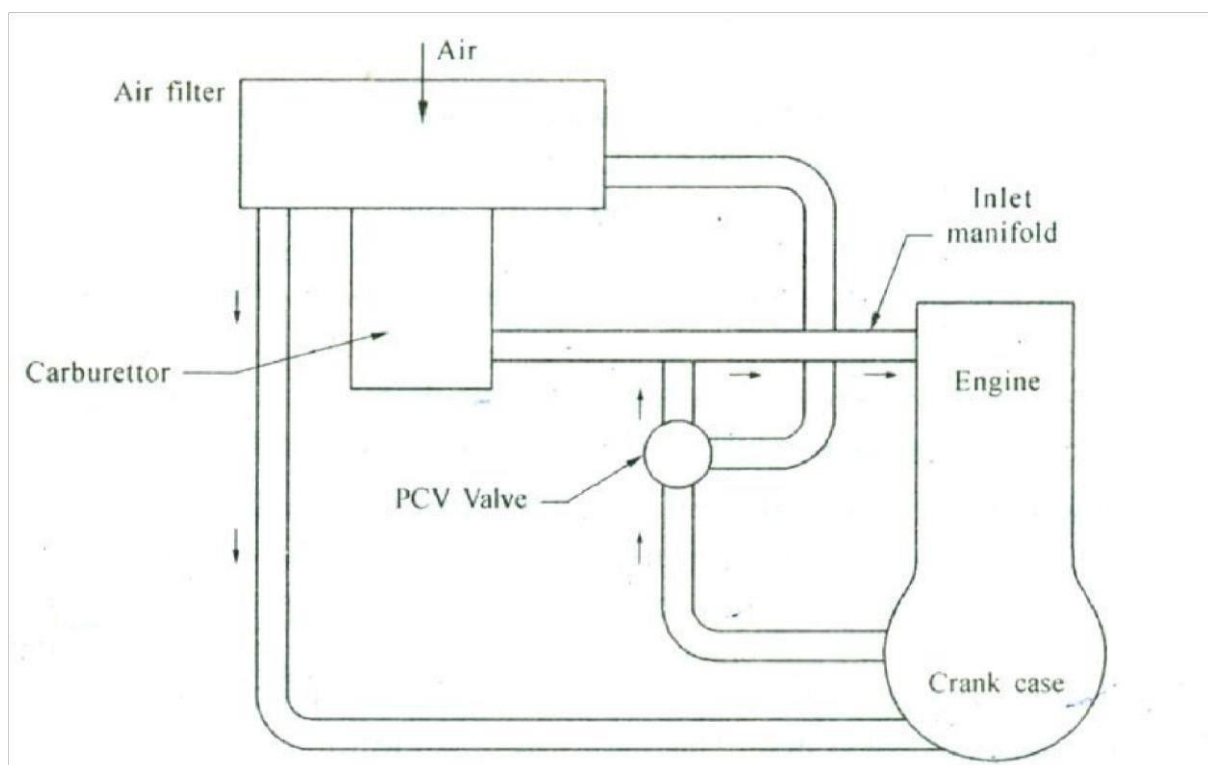 Air
Air filter
Inlet
manifold
Carburettor
Engine
PCV Valve
Crank case